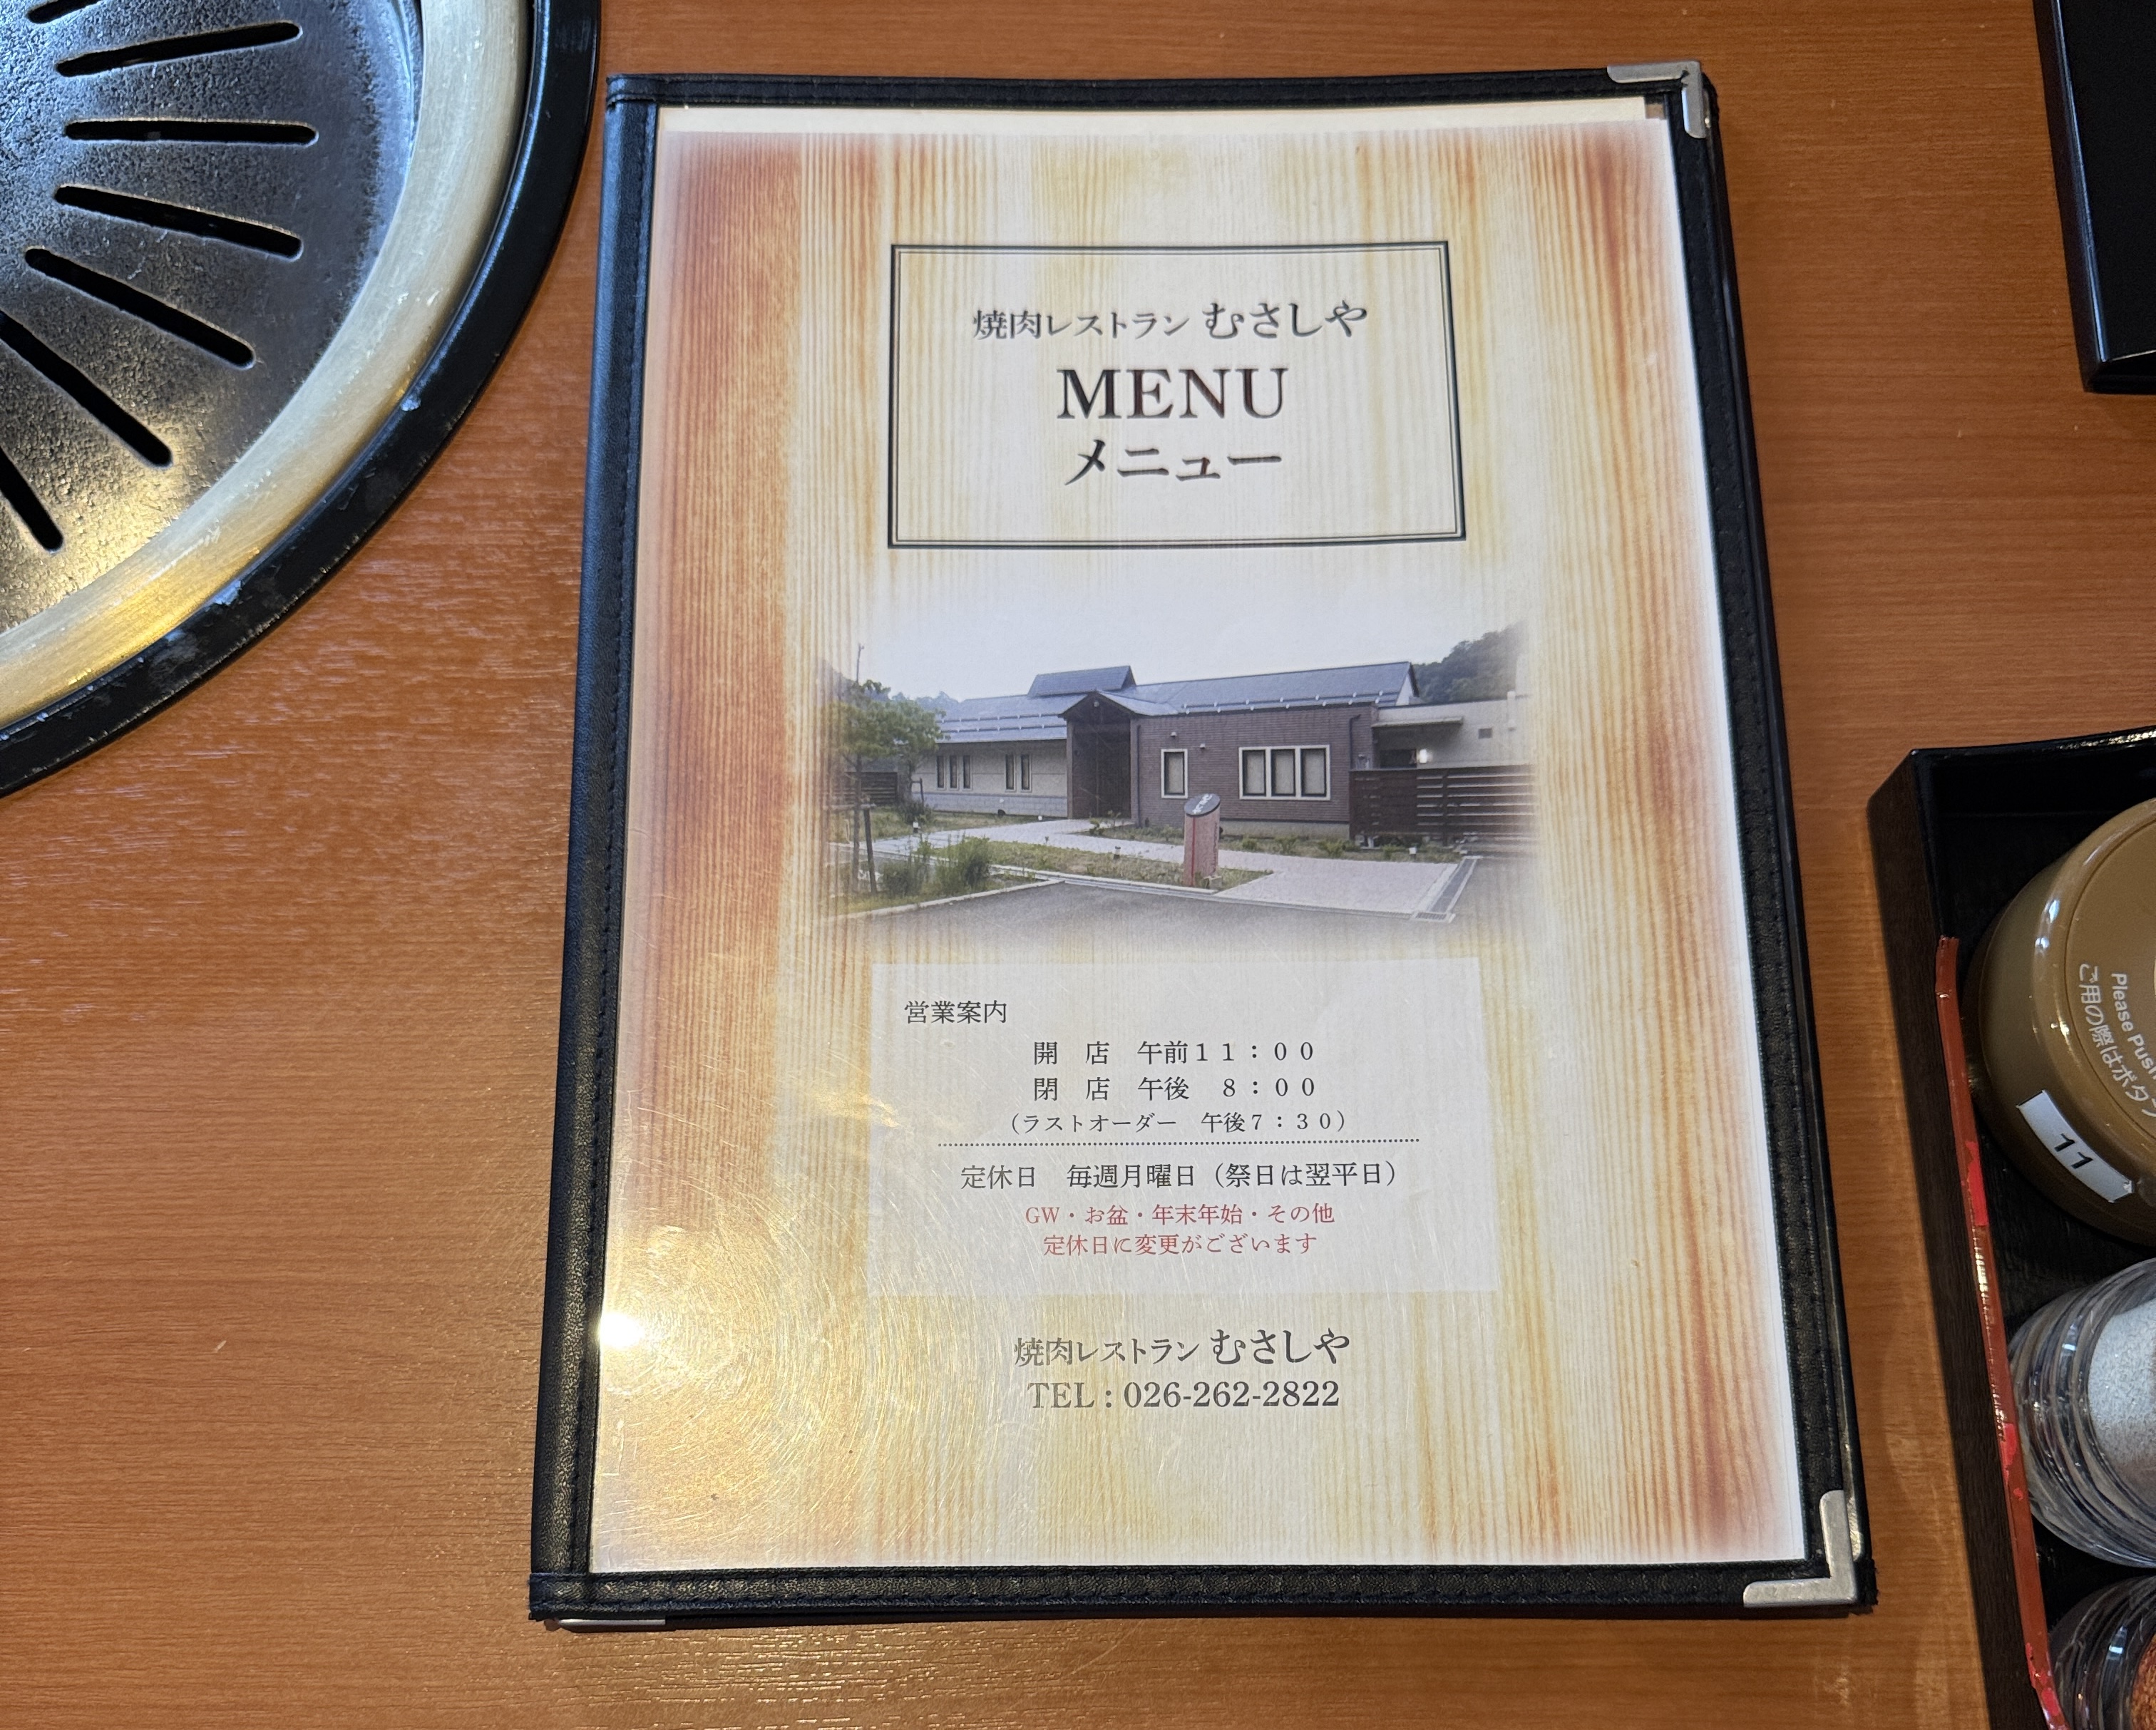 焼肉レストラン むさしや
MENU
メニュー
営業案内
開 店 午前11：00
閉 店 午後 8：00
（ラストオーダー 午後7：30）
定休日 毎週月曜日（祭日は翌平日）
GW・お盆・年末年始・その他
定休日に変更がございます
焼肉レストラン むさしや
TEL : 026-262-2822
Please Push
ご用の際はボタ
11